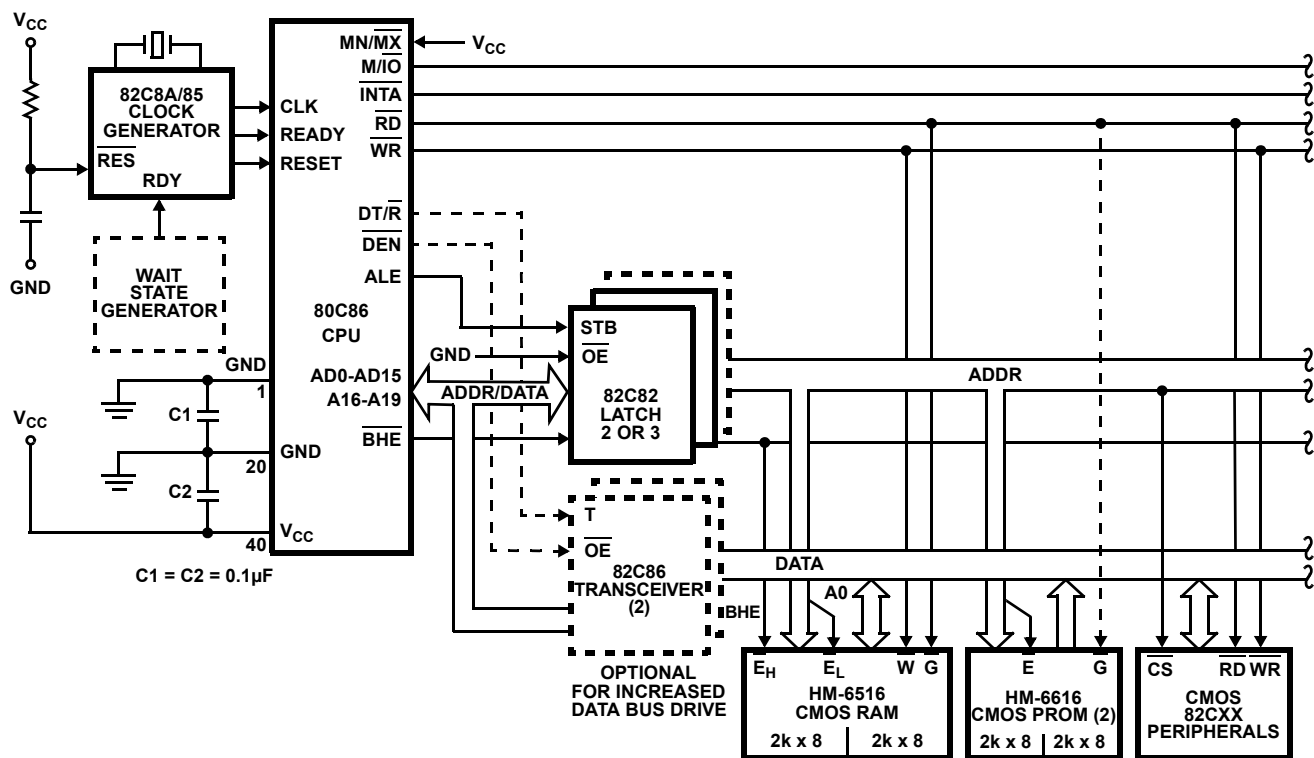 VCC
82C8A/85
CLOCK
GENERATOR
RES
RDY
WAIT
STATE
GENERATOR
GND
CLK
READY
RESET
MN/MX
VCC
M/IO
INTA
RD
WR
DT/R
DEN
ALE
80C86
CPU
AD0-AD15
A16-A19
BHE
GND
1
C1
VCC
GND
20
C2
VCC
40
C1 = C2 = 0.1µF
GND
ADDR/DATA
STB
OE
82C82
LATCH
2 OR 3
T
OE
82C86
TRANSCEIVER
(2)
OPTIONAL
FOR INCREASED
DATA BUS DRIVE
ADDR
DATA
A0
BHE
EH
EL
W
G
HM-6516
CMOS RAM
2k x 8
2k x 8
E
G
HM-6616
CMOS PROM (2)
2k x 8
2k x 8
CS
RD
WR
CMOS
82CXX
PERIPHERALS